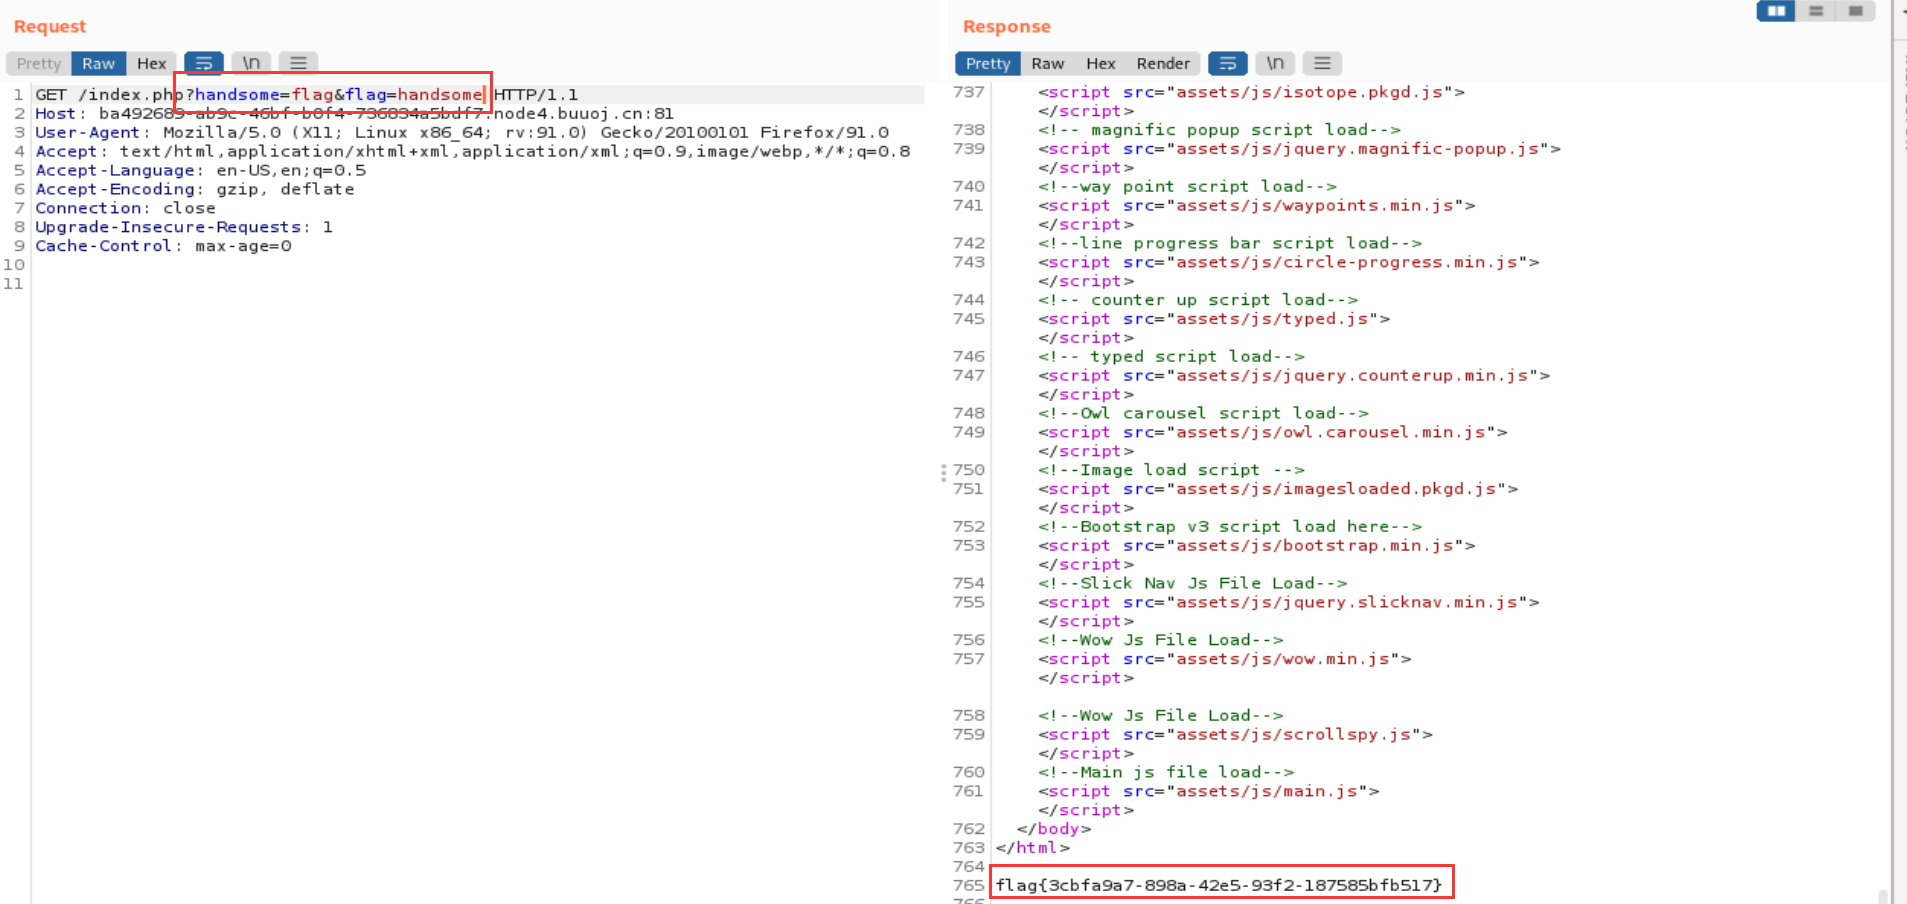 Request
Pretty Raw Hex \n
1 GET /index.php?handsome=flag&flag=handsome HTTP/1.1
2 Host: ba492689-ab9c-46bf-b0f4-736834a5bdf7.node4.buuoj.cn:81
3 User-Agent: Mozilla/5.0 (X11; Linux x86_64; rv:91.0) Gecko/20100101 Firefox/91.0
4 Accept: text/html,application/xhtml+xml,application/xml;q=0.9,image/webp,*/*;q=0.8
5 Accept-Language: en-US,en;q=0.5
6 Accept-Encoding: gzip, deflate
7 Connection: close
8 Upgrade-Insecure-Requests: 1
9 Cache-Control: max-age=0
10
11
Response
Pretty Raw Hex Render \n
737 <script src="assets/js/isotope.pkgd.js">
</script>
738 <!-- magnific popup script load-->
739 <script src="assets/js/jquery.magnific-popup.js">
</script>
740 <!--way point script load-->
741 <script src="assets/js/waypoints.min.js">
</script>
742 <!--line progress bar script load-->
743 <script src="assets/js/circle-progress.min.js">
</script>
744 <!-- counter up script load-->
745 <script src="assets/js/typed.js">
</script>
746 <!-- typed script load-->
747 <script src="assets/js/jquery.counterup.min.js">
</script>
748 <!--Owl carousel script load-->
749 <script src="assets/js/owl.carousel.min.js">
</script>
750 <!--Image load script -->
751 <script src="assets/js/imagesloaded.pkgd.js">
</script>
752 <!--Bootstrap v3 script load here-->
753 <script src="assets/js/bootstrap.min.js">
</script>
754 <!--Slick Nav Js File Load-->
755 <script src="assets/js/jquery.slicknav.min.js">
</script>
756 <!--Wow Js File Load-->
757 <script src="assets/js/wow.min.js">
</script>
758 <!--Wow Js File Load-->
759 <script src="assets/js/scrollspy.js">
</script>
760 <!--Main js file load-->
761 <script src="assets/js/main.js">
</script>
762 </body>
763 </html>
764
765 flag{3cbfa9a7-898a-42e5-93f2-187585bfb517}